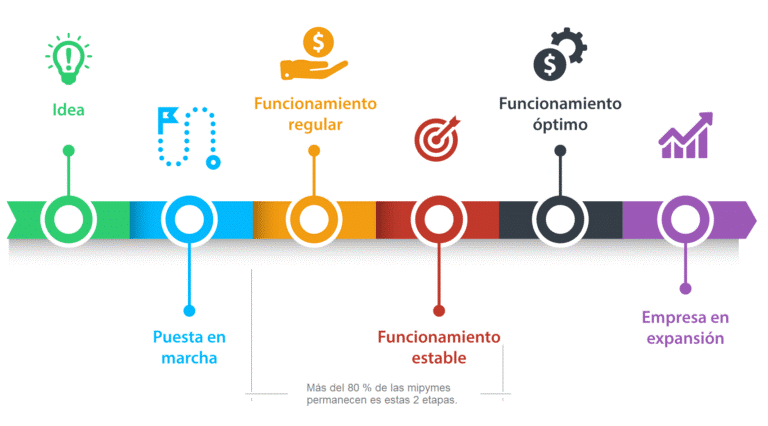 Idea
Puesta en
marcha
Funcionamiento
regular
Funcionamiento
estable
Funcionamiento
óptimo
Empresa en
expansión
Más del 80 % de las mipymes
permanecen es estas 2 etapas.